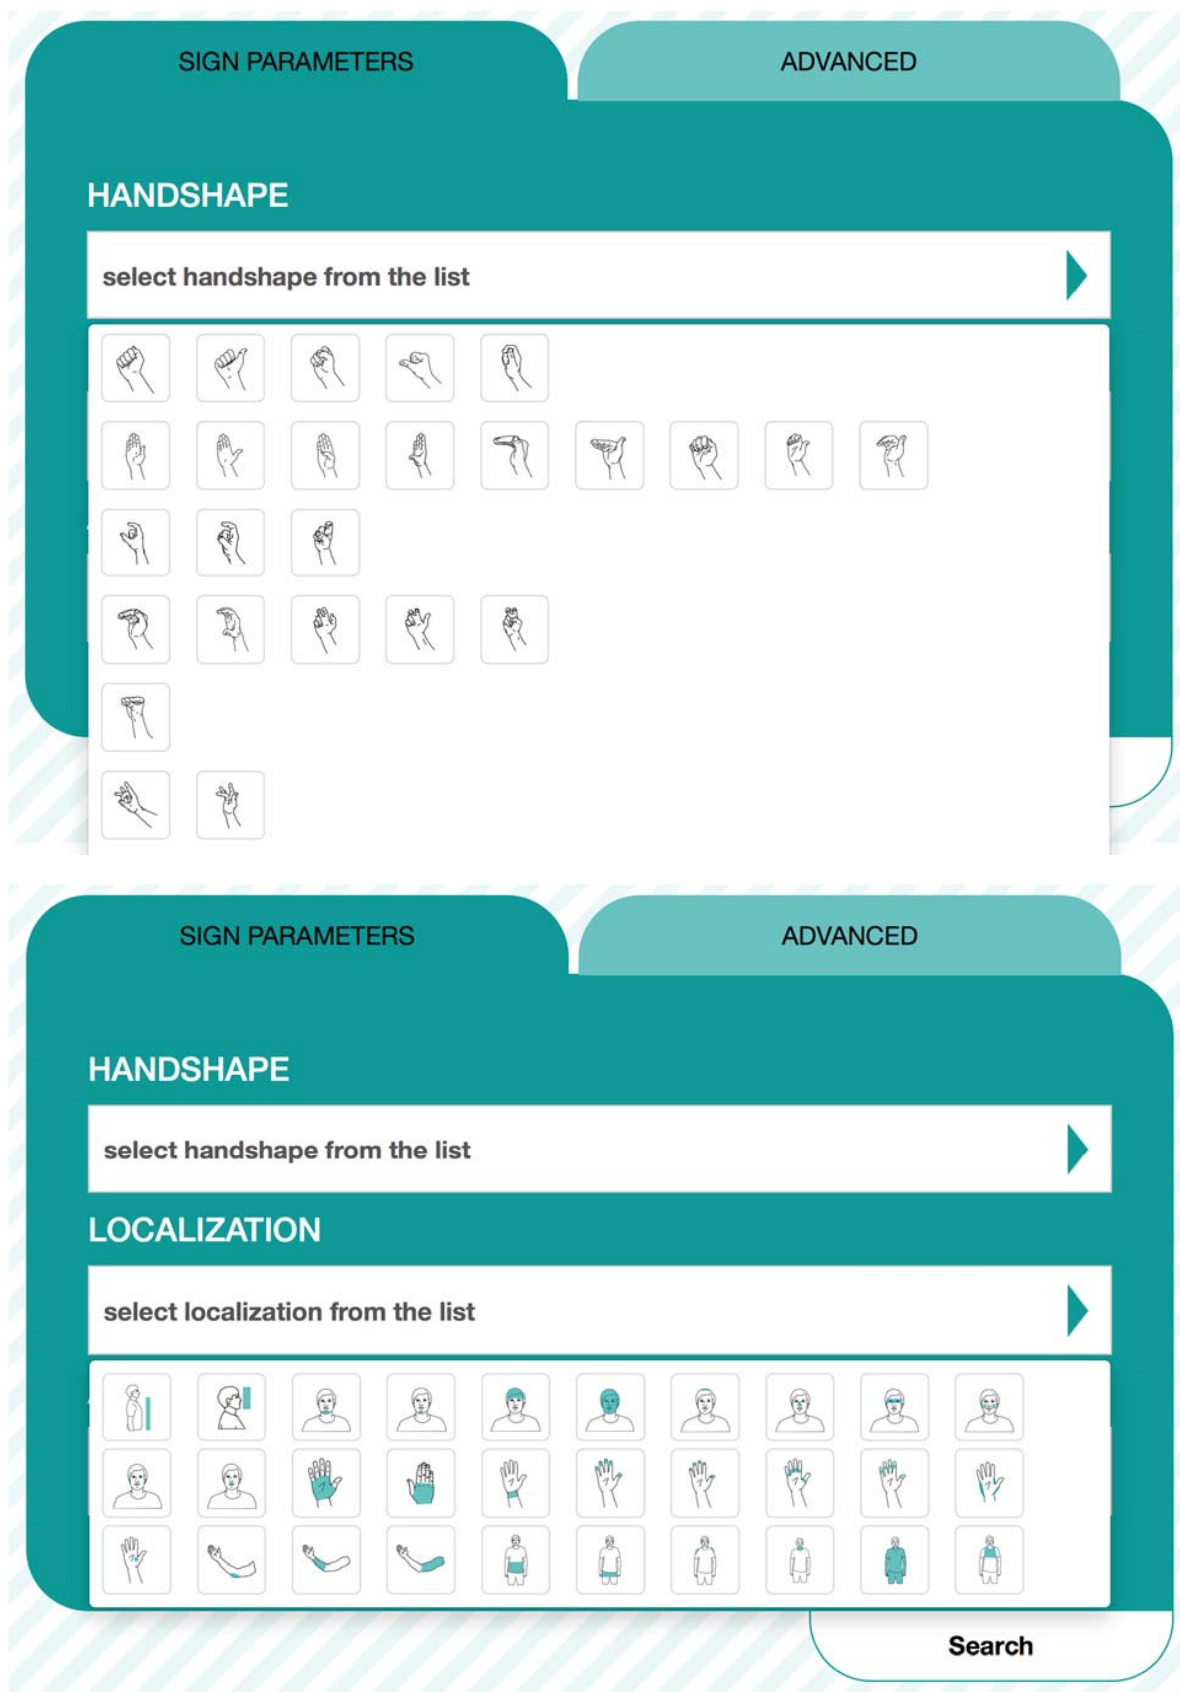 SIGN PARAMETERS
ADVANCED
HANDSHAPE
select handshape from the list
SIGN PARAMETERS
ADVANCED
HANDSHAPE
select handshape from the list
LOCALIZATION
select localization from the list
Search